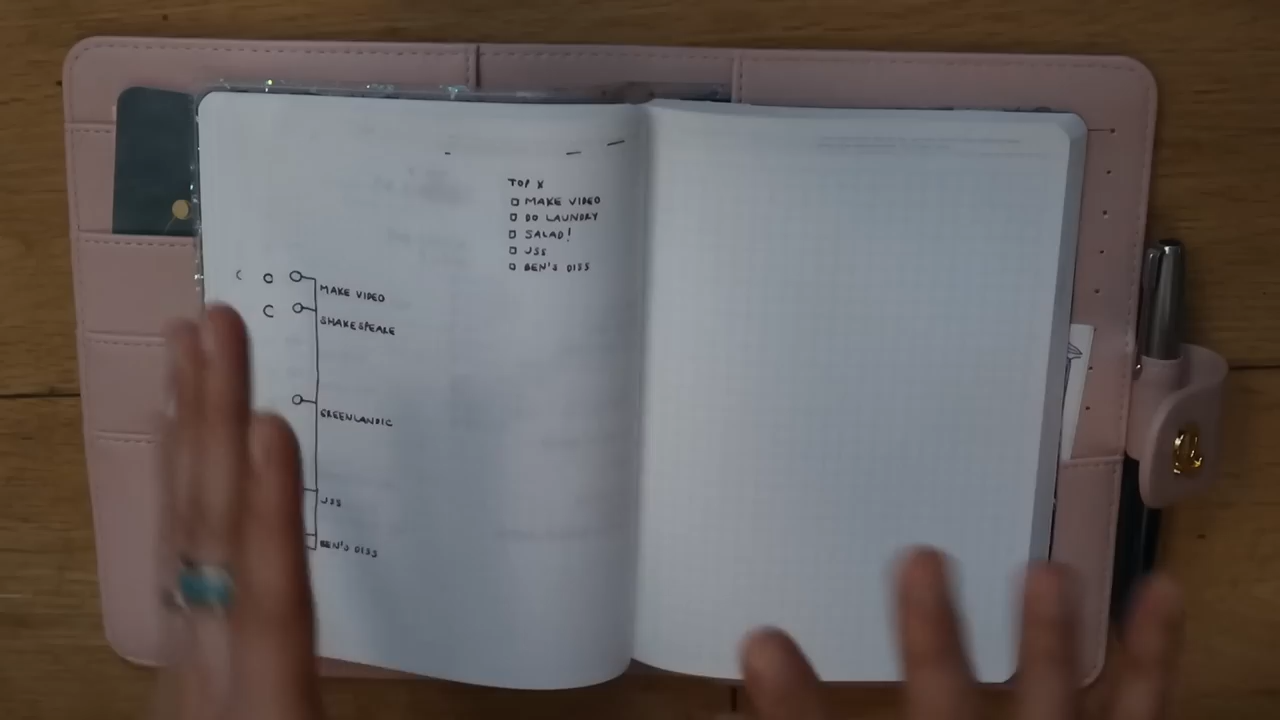 TOP X
MAKE VIDEO
DO LAUNDRY
SALAD!
JSS
BEN'S DISS
MAKE VIDEO
SHAKESPEARE
GREENLANDIC
JSS
BEN'S DISS